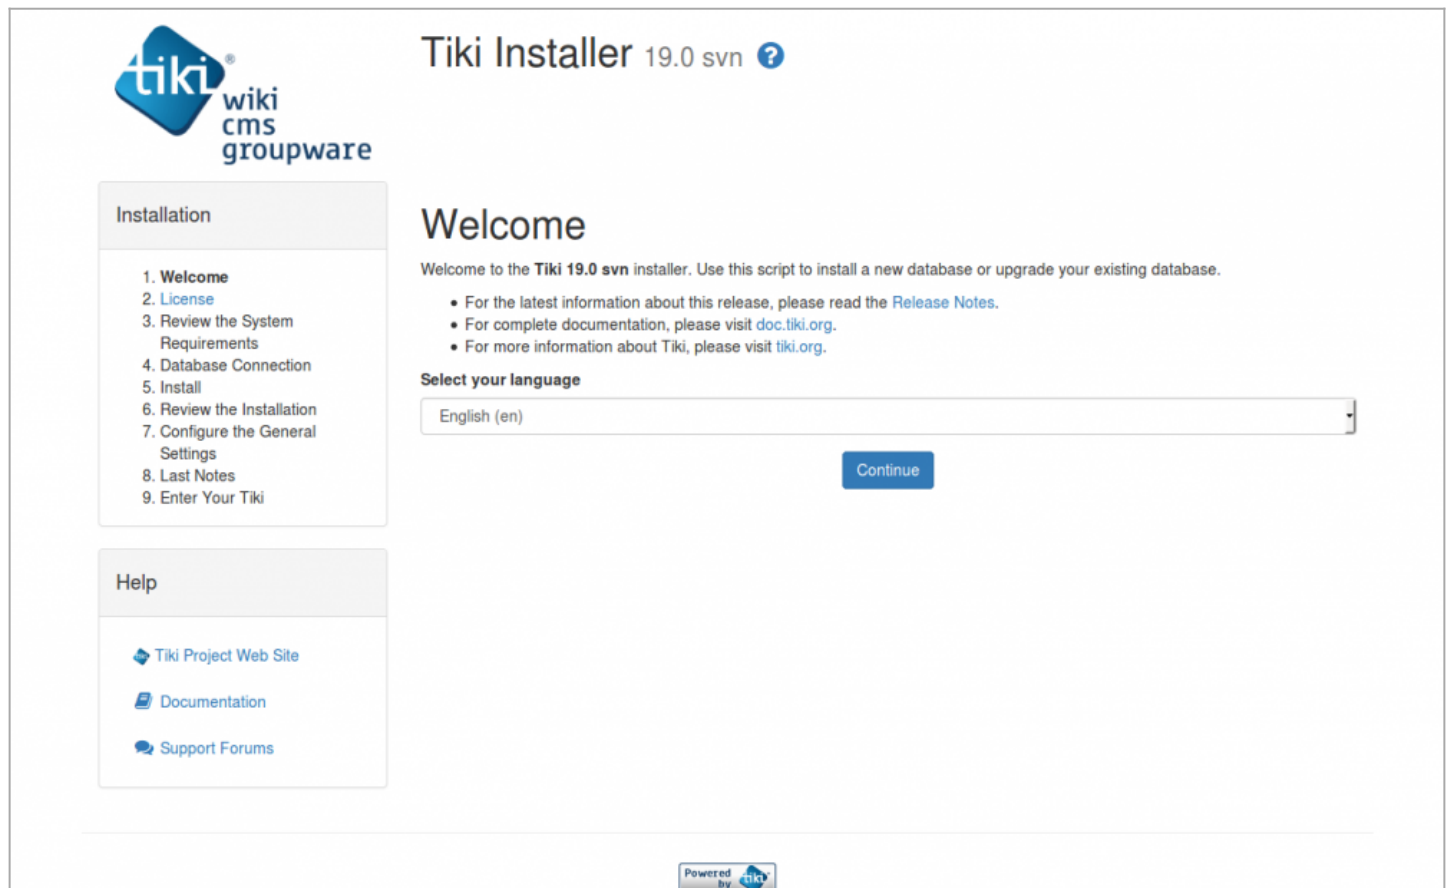 tiki®
wiki
cms
groupware
Tiki Installer 19.0 svn ?
Installation
1. Welcome
2. License
3. Review the System
Requirements
4. Database Connection
5. Install
6. Review the Installation
7. Configure the General
Settings
8. Last Notes
9. Enter Your Tiki
Help
Tiki Project Web Site
Documentation
Support Forums
Welcome
Welcome to the Tiki 19.0 svn installer. Use this script to install a new database or upgrade your existing database.
• For the latest information about this release, please read the Release Notes.
• For complete documentation, please visit doc.tiki.org.
• For more information about Tiki, please visit tiki.org.
Select your language
English (en)
Continue
Powered
by tiki